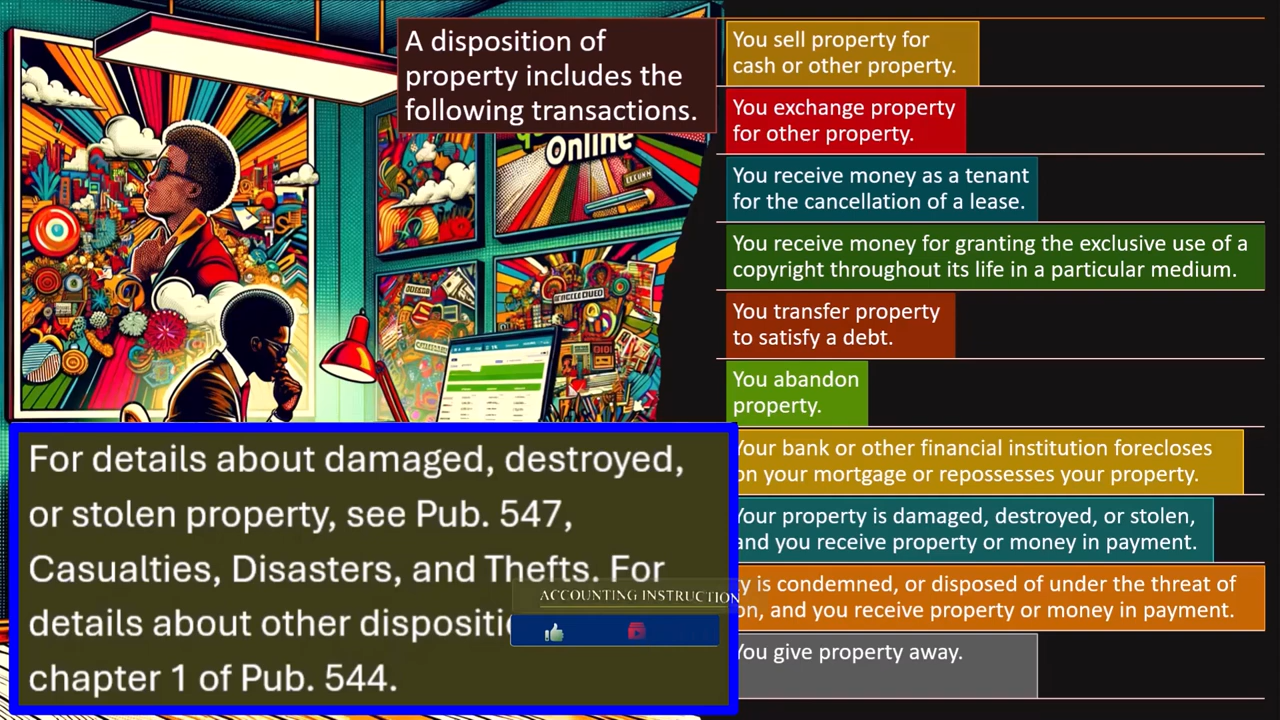 A disposition of
property includes the
following transactions.
Online
You sell property for
cash or other property.
You exchange property
for other property.
You receive money as a tenant
for the cancellation of a lease.
You receive money for granting the exclusive use of a
copyright throughout its life in a particular medium.
You transfer property
to satisfy a debt.
You abandon
property.
Your bank or other financial institution forecloses
on your mortgage or repossesses your property.
Your property is damaged, destroyed, or stolen,
and you receive property or money in payment.
is condemned, or disposed of under the threat of
and you receive property or money in payment.
You give property away.
For details about damaged, destroyed,
or stolen property, see Pub. 547,
Casualties, Disasters, and Thefts. For
details about other
chapter 1 of Pub. 544.
ACCOUNTING INSTRUCTION